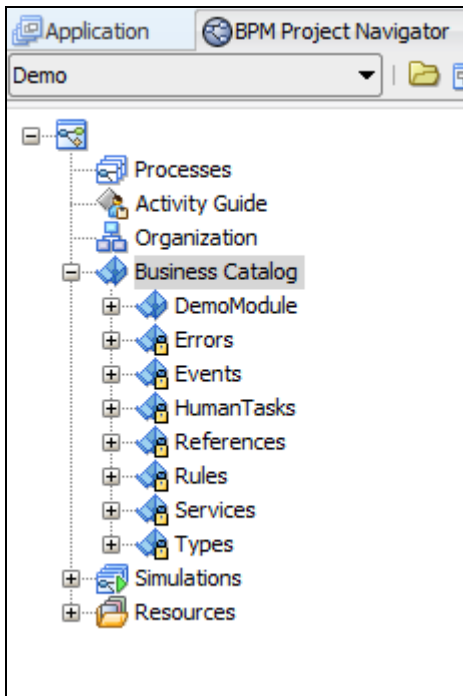 Application BPM Project Navigator
Demo
Processes
Activity Guide
Organization
Business Catalog
DemoModule
Errors
Events
HumanTasks
References
Rules
Services
Types
Simulations
Resources